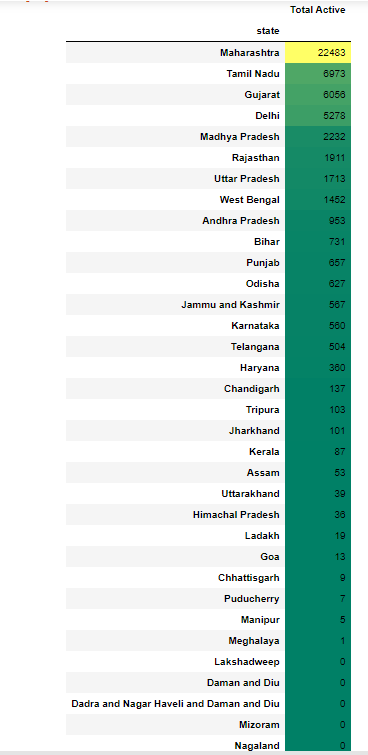 Total Active
state
Maharashtra 22483
Tamil Nadu 6973
Gujarat 6056
Delhi 5278
Madhya Pradesh 2232
Rajasthan 1911
Uttar Pradesh 1713
West Bengal 1452
Andhra Pradesh 953
Bihar 731
Punjab 657
Odisha 627
Jammu and Kashmir 567
Karnataka 560
Telangana 504
Haryana 360
Chandigarh 137
Tripura 103
Jharkhand 101
Kerala 87
Assam 53
Uttarakhand 39
Himachal Pradesh 36
Ladakh 19
Goa 13
Chhattisgarh 9
Puducherry 7
Manipur 5
Meghalaya 1
Lakshadweep 0
Daman and Diu 0
Dadra and Nagar Haveli and Daman and Diu 0
Mizoram 0
Nagaland 0